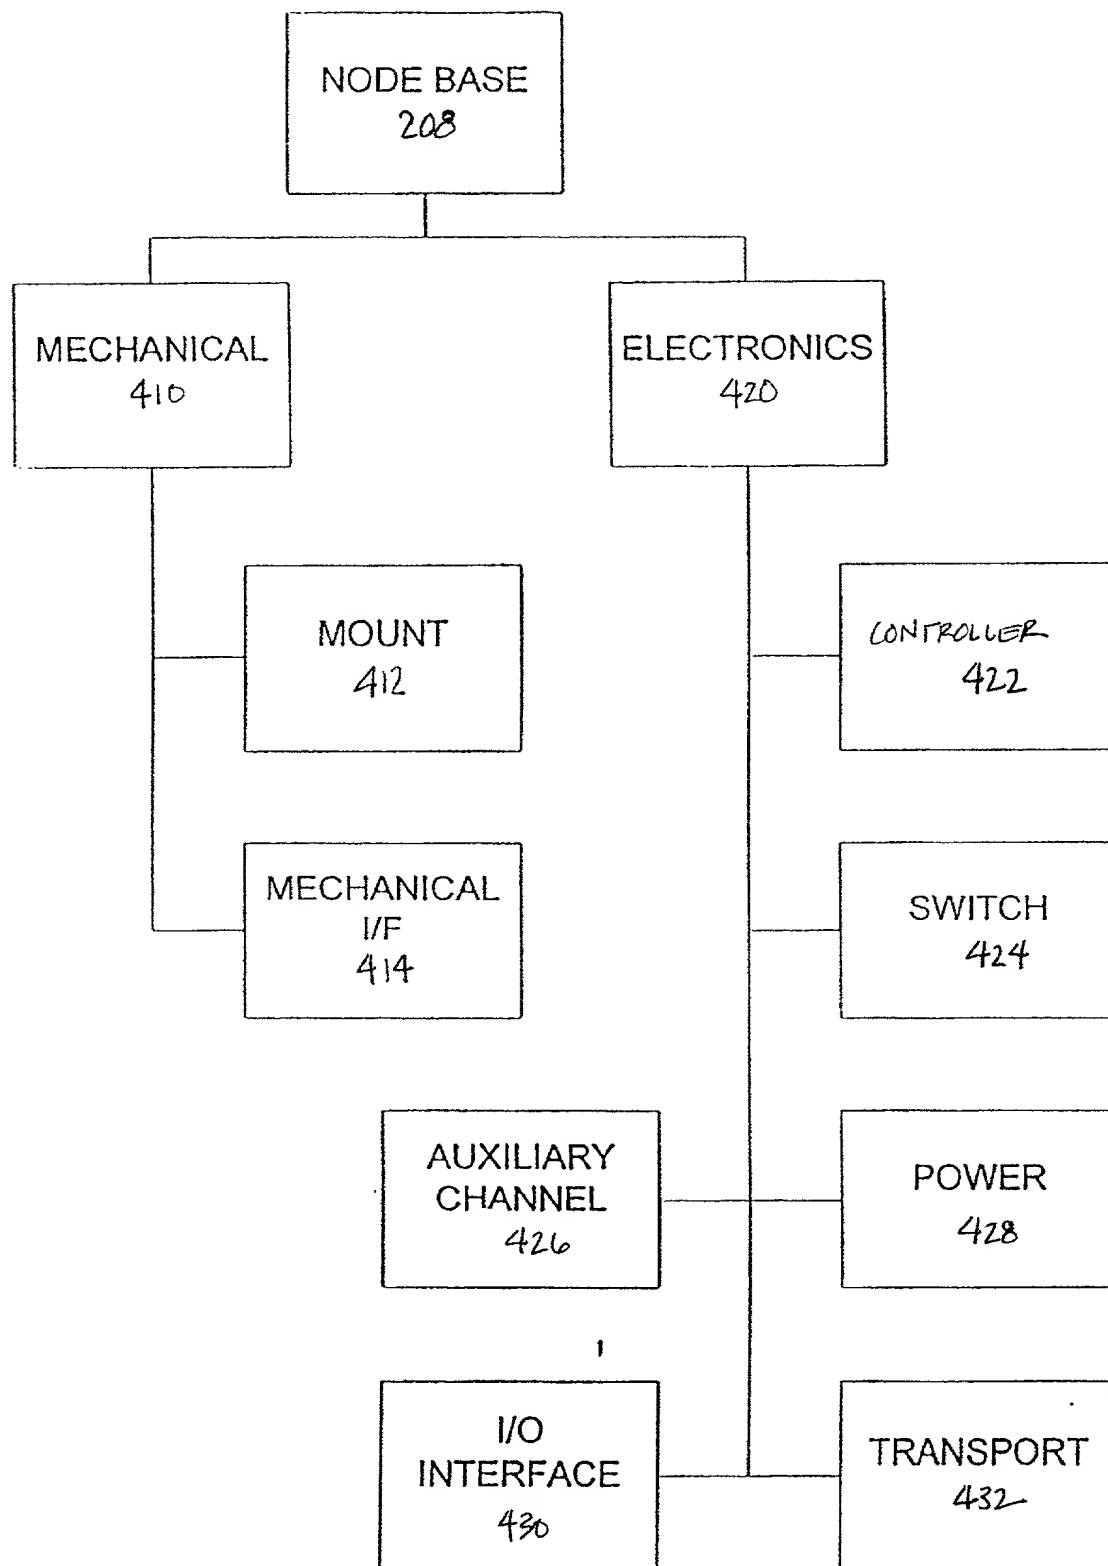 NODE BASE
208
MECHANICAL
410
ELECTRONICS
420
MOUNT
412
CONTROLLER
422
MECHANICAL
I/F
414
SWITCH
424
AUXILIARY
CHANNEL
426
POWER
428
I/O
INTERFACE
430
TRANSPORT
432